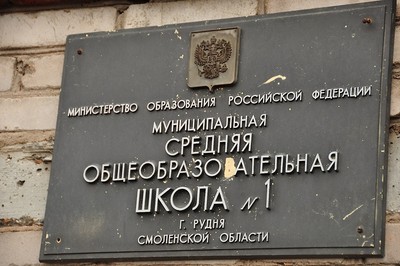 МИНИСТЕРСТВО ОБРАЗОВАНИЯ РОССИЙСКОЙ ФЕДЕРАЦИИ
МУНИЦИПАЛЬНАЯ
СРЕДНЯЯ
ОБЩЕОБРАЗОВАТЕЛЬНАЯ
ШКОЛА №1
Г. РУДНЯ
СМОЛЕНСКОЙ ОБЛАСТИ